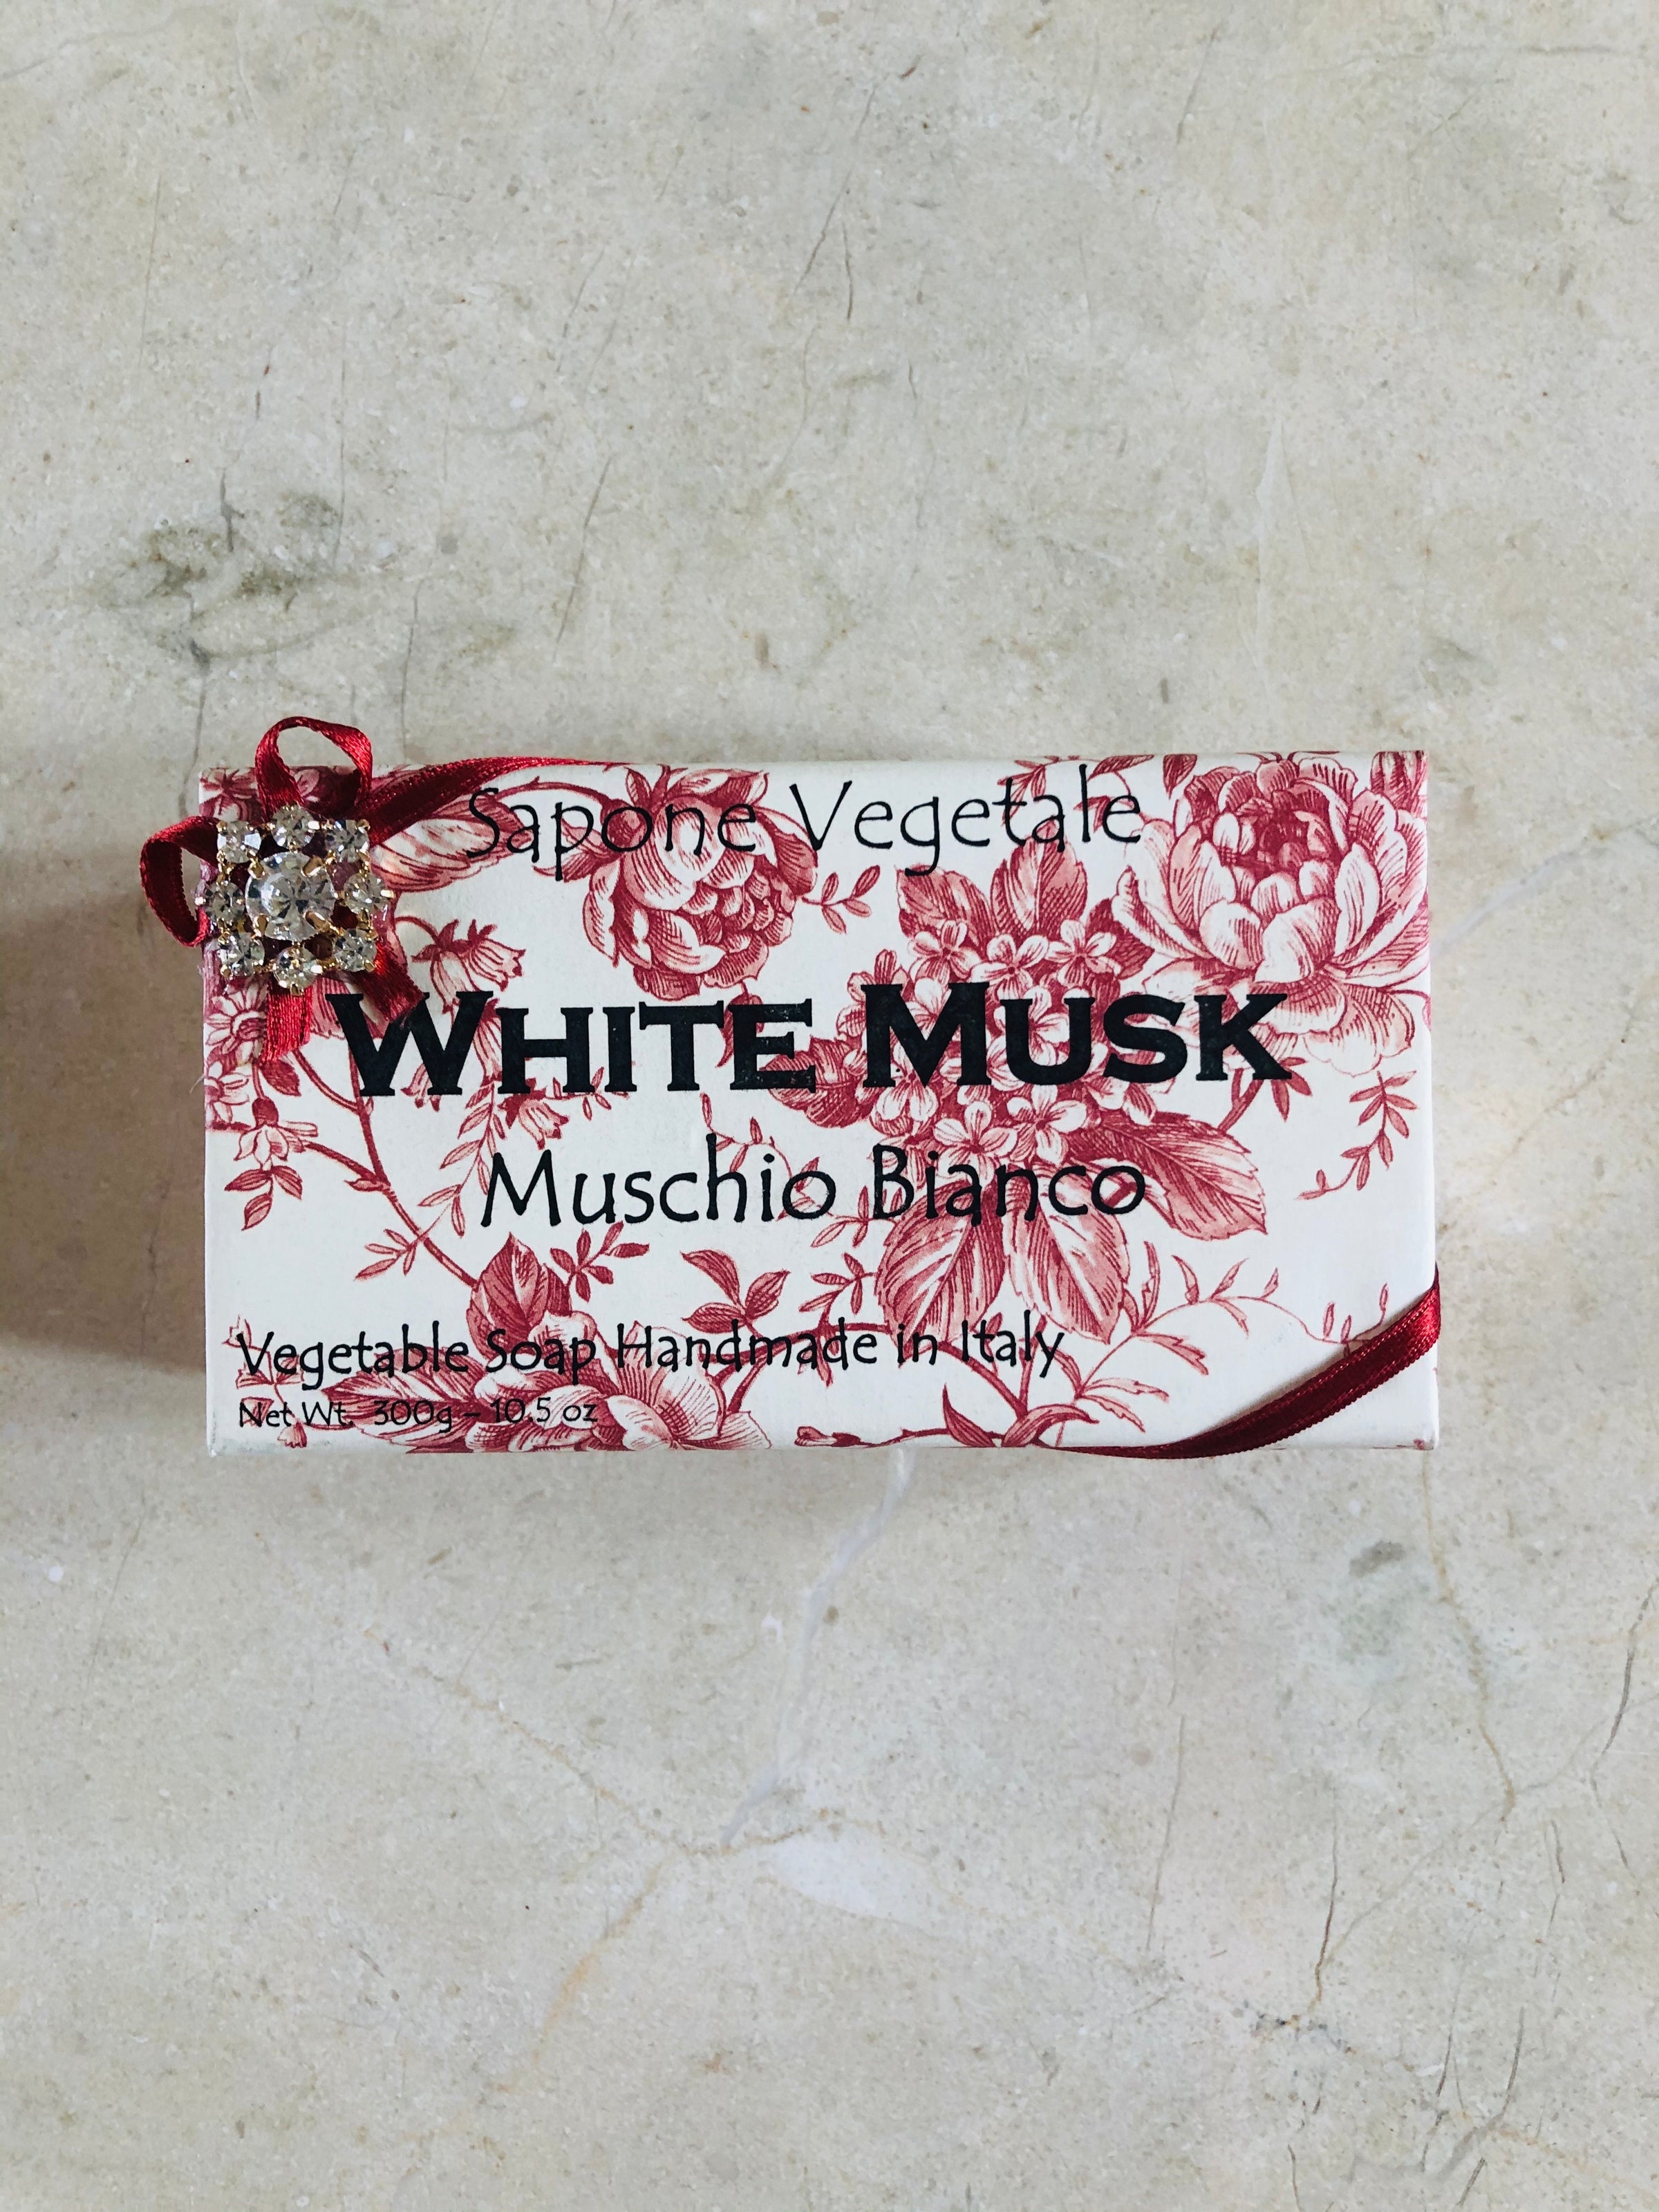 Sapone Vegetale
WHITE MUSK
Muschio Bianco
Vegetable Soap Handmade in Italy
Net Wt. 300g – 10.5 oz